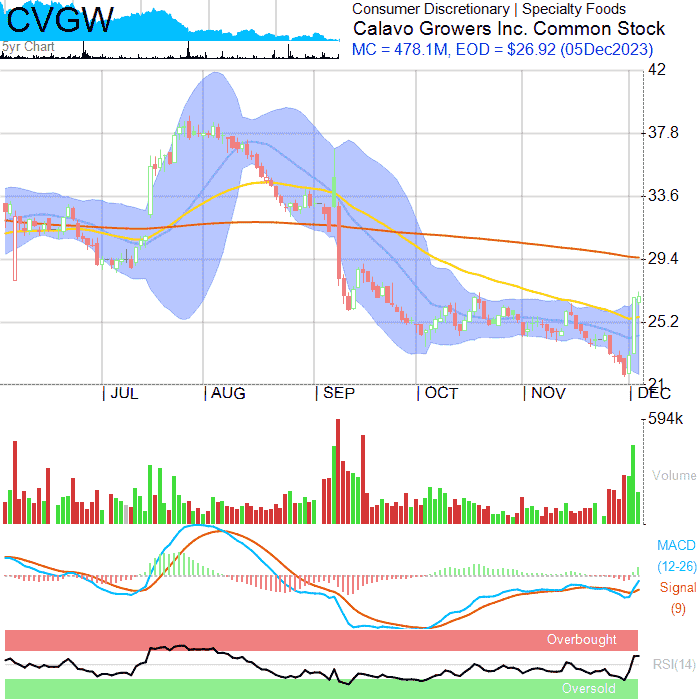 CVGW
5yr Chart
Consumer Discretionary | Specialty Foods
Calavo Growers Inc. Common Stock
MC = 478.1M, EOD = $26.92 (05Dec2023)
42
37.8
33.6
29.4
25.2
21
JUL AUG SEP OCT NOV DEC
594k
Volume
MACD
(12-26)
Signal
(9)
Overbought
RSI(14)
Oversold